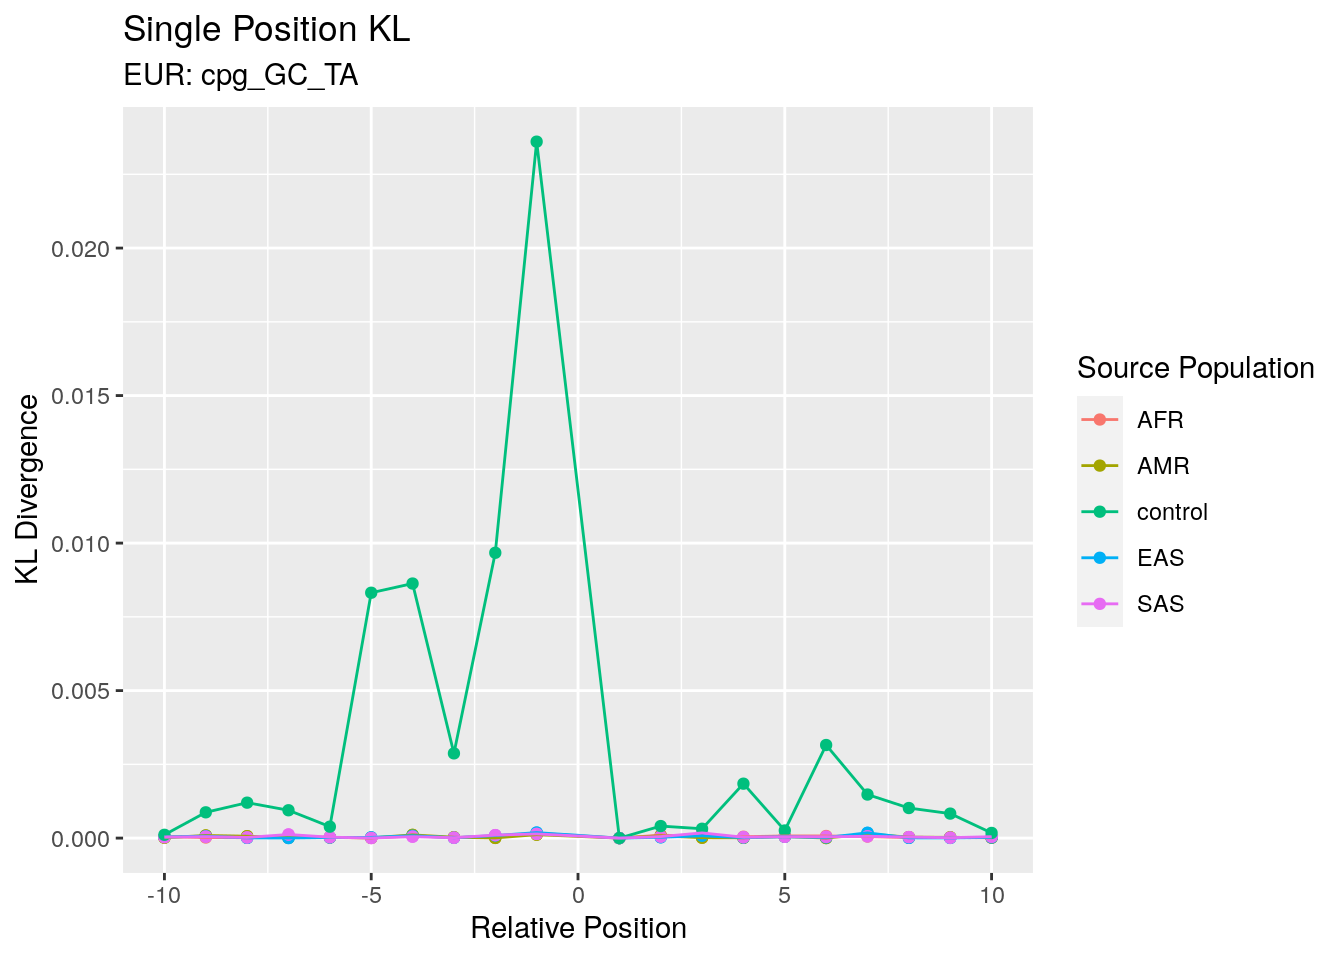 Single Position KL
EUR: cpg_GC_TA
KL Divergence
0.020
0.015
0.010
0.005
0.000
-10
-5
0
5
10
Relative Position
Source Population
AFR
AMR
control
EAS
SAS